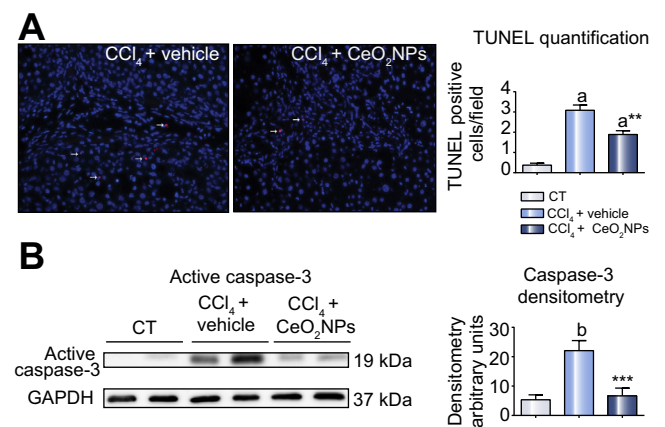 A
CCl₄ + vehicle
CCl₄ + CeO₂NPs
TUNEL quantification
TUNEL positive
cells/field
4
3
2
1
0
a
a**
CT
CCl₄ + vehicle
CCl₄ + CeO₂NPs
B
Active caspase-3
CT
CCl₄ +
vehicle
CCl₄ +
CeO₂NPs
Active
caspase-3
19 kDa
GAPDH
37 kDa
Caspase-3
densitometry
Densitometry
arbitrary units
30
20
10
0
b
***